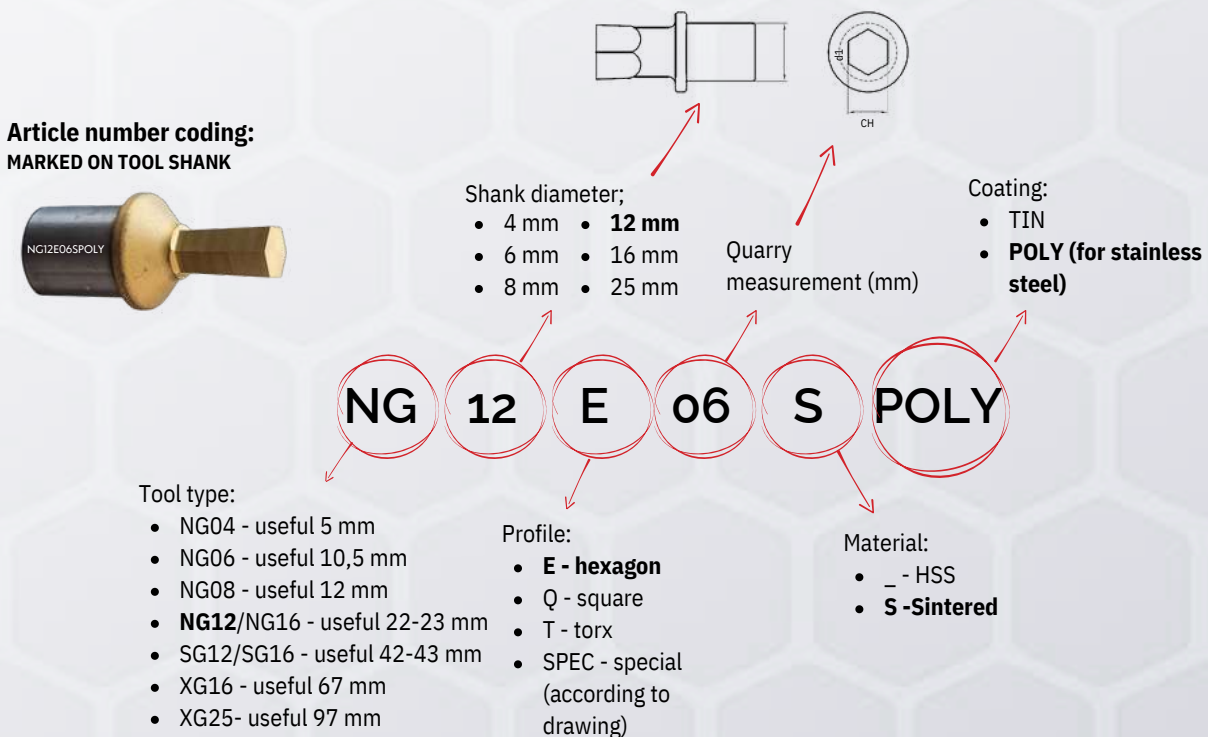 d1
CH
Article number coding:
MARKED ON TOOL SHANK
NG12E06SPOLY
Shank diameter;
• 4 mm • 12 mm
• 6 mm • 16 mm
• 8 mm • 25 mm
Quarry
measurement (mm)
Coating:
• TIN
• POLY (for stainless
steel)
NG 12 E 06 S POLY
Tool type:
• NG04 - useful 5 mm
• NG06 - useful 10,5 mm
• NG08 - useful 12 mm
• NG12/NG16 - useful 22-23 mm
• SG12/SG16 - useful 42-43 mm
• XG16 - useful 67 mm
• XG25- useful 97 mm
Profile:
• E - hexagon
• Q - square
• T - torx
• SPEC - special
(according to
drawing)
Material:
• _ - HSS
• S -Sintered